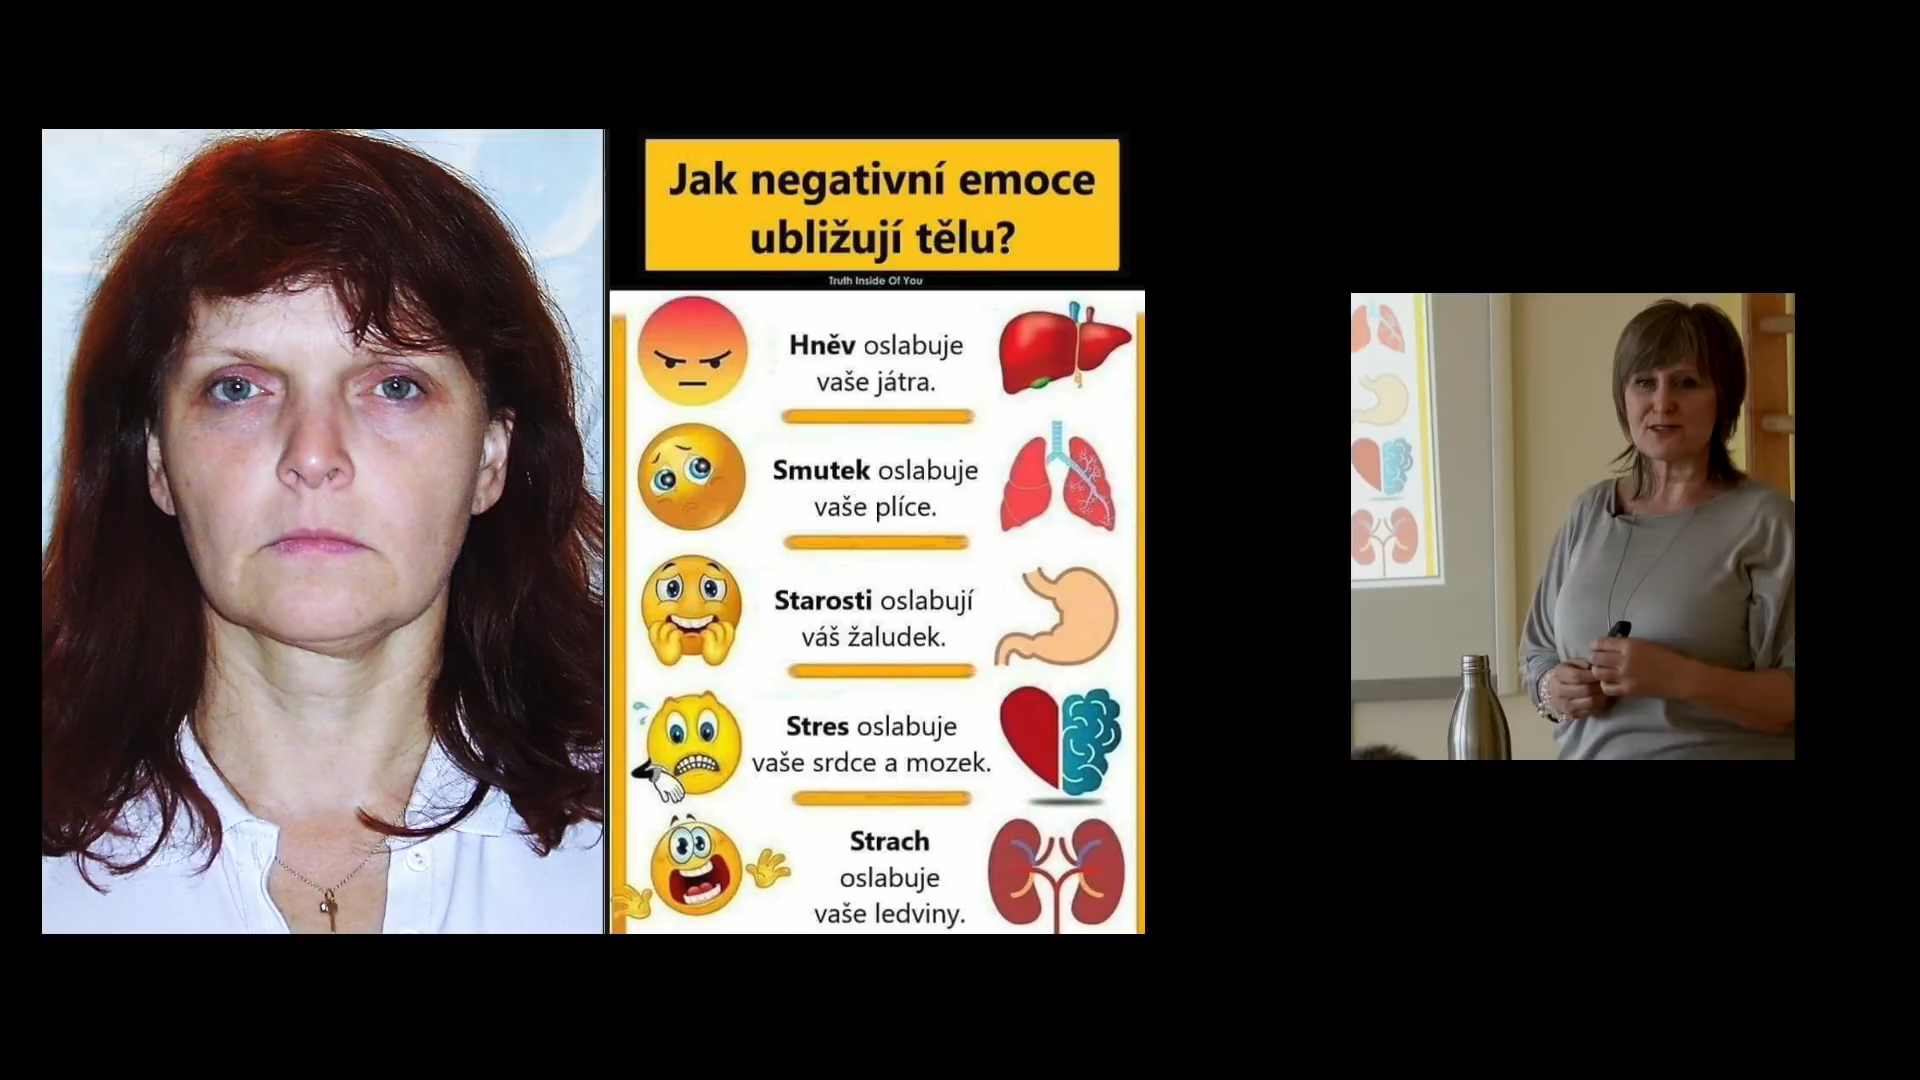 Jak negativní emoce
ubližují tělu?
Truth Inside Of You
Hněv oslabuje
vaše játra.
Smutek oslabuje
vaše plíce.
Starosti oslabují
váš žaludek.
Stres oslabuje
vaše srdce a mozek.
Strach
oslabuje
vaše ledviny.